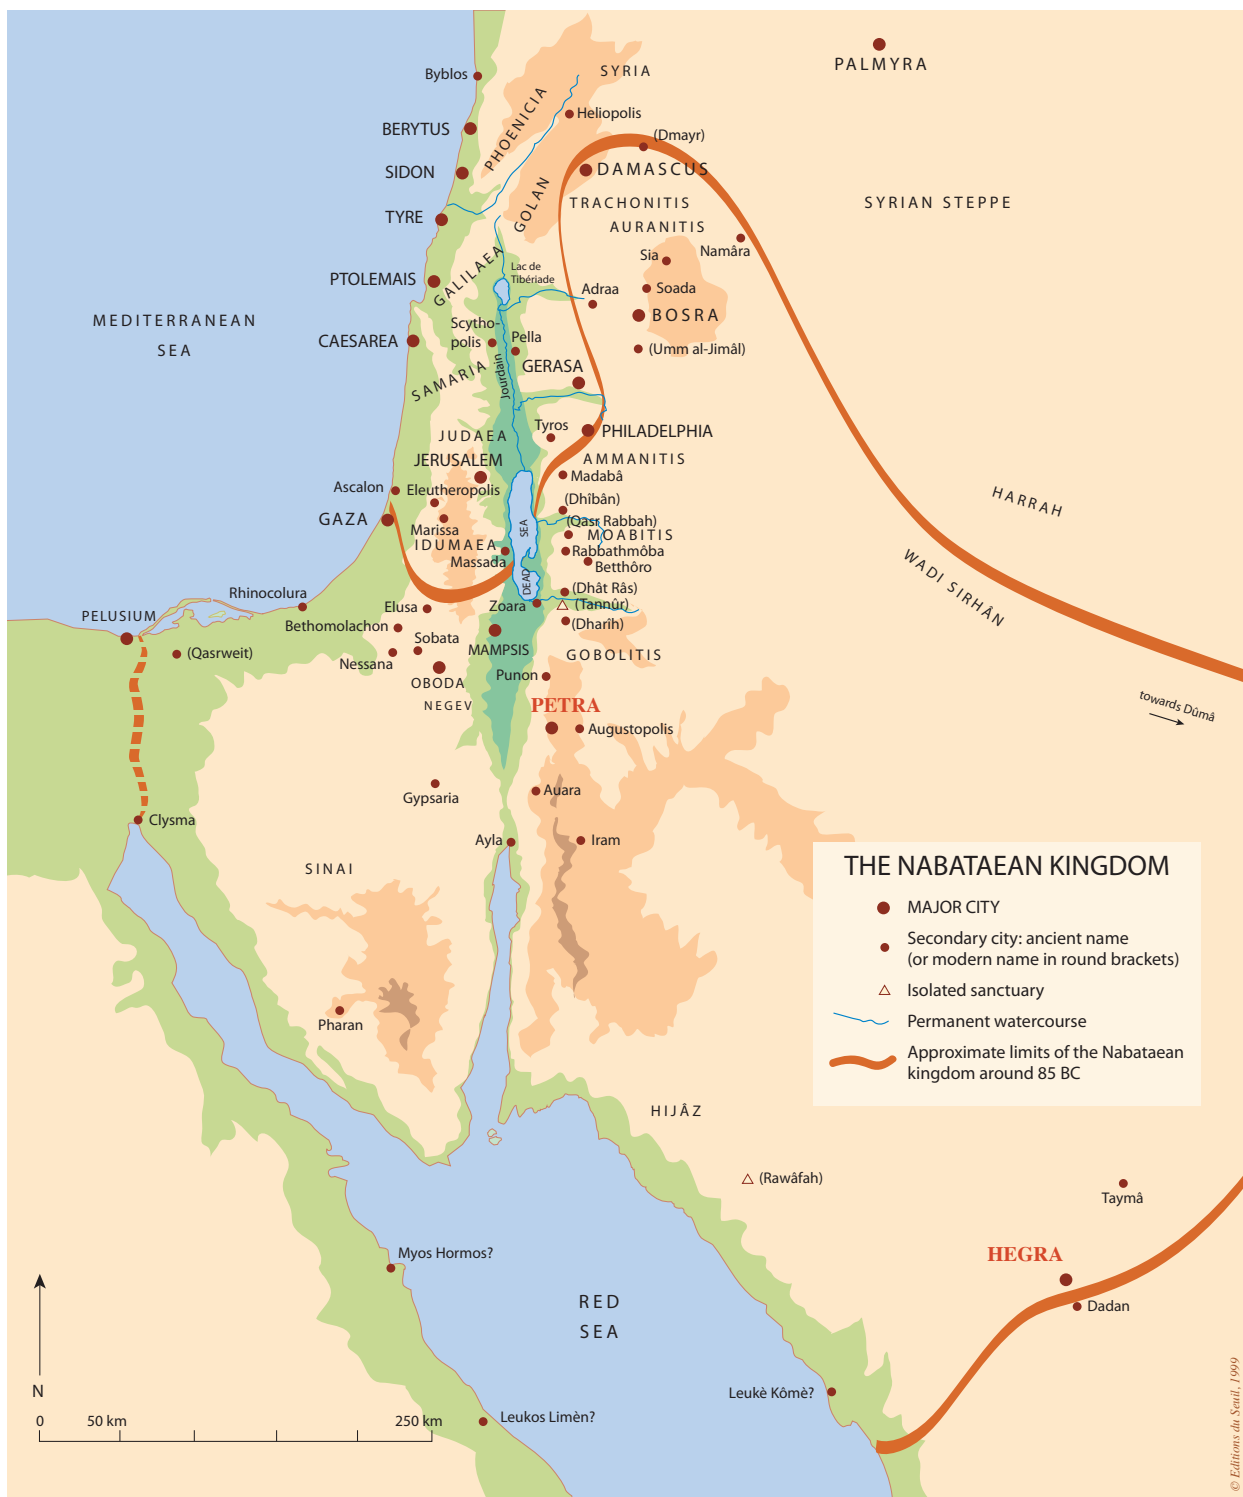 SYRIA
PALMYRA
Byblos
PHOENICIA
Heliopolis
BERYTUS
(Dmayr)
SIDON
DAMASCUS
GOLAN
TRACHONITIS
SYRIAN STEPPE
TYRE
AURANITIS
Namâra
Sia
GALILAEA
Lac de
Tibériade
PTOLEMAIS
Adraa
Soada
BOSRA
MEDITERRANEAN
SEA
Scytho-
polis
Pella
CAESAREA
(Umm al-Jimâl)
GERASA
SAMARIA
Jourdain
Tyros
PHILADELPHIA
JUDAEA
AMMANITIS
JERUSALEM
Madabâ
Ascalon
Eleutheropolis
(Dhîbân)
HARRAH
GAZA
Marissa
SEA
(Qasr Rabbah)
MOABITIS
IDUMAEA
Massada
Rabbathmôba
Betthôro
WADI SIRHÂN
DEAD
Rhinocolura
(Dhât Râs)
Elusa
Zoara
(Tannûr)
PELUSIUM
Bethomolachon
(Dharîh)
Sobata
(Qasrweit)
MAMPSIS
GOBOLITIS
Nessana
Punon
OBODA
NEGEV
PETRA
towards Dûmâ
Augustopolis
Gypsaria
Auara
Clysma
Ayla
Iram
SINAI
THE NABATAEAN KINGDOM
MAJOR CITY
Secondary city: ancient name
(or modern name in round brackets)
Isolated sanctuary
Permanent watercourse
Approximate limits of the Nabataean
kingdom around 85 BC
Pharan
HIJÂZ
(Rawâfah)
Taymâ
Myos Hormos?
HEGRA
RED
SEA
Dadan
N
Leukè Kômè?
0 50 km 250 km
Leukos Limèn?
© Editions du Seuil, 1999